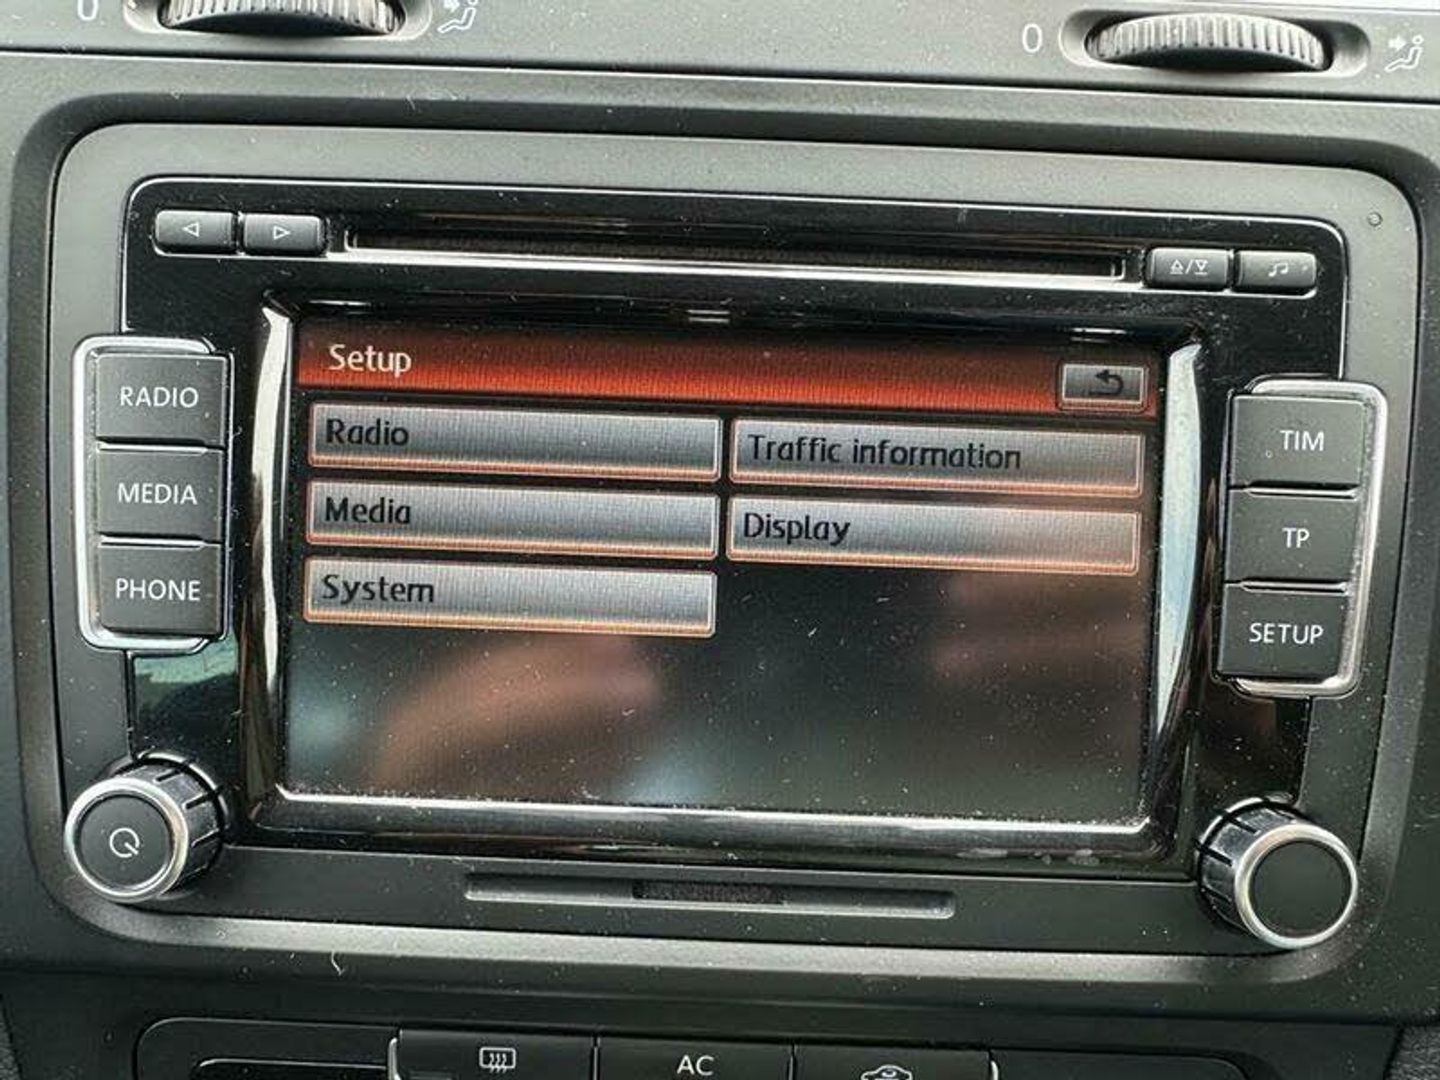 0
0
RADIO
MEDIA
PHONE
Setup
Radio
Traffic information
Media
Display
System
TIM
TP
SETUP
AC